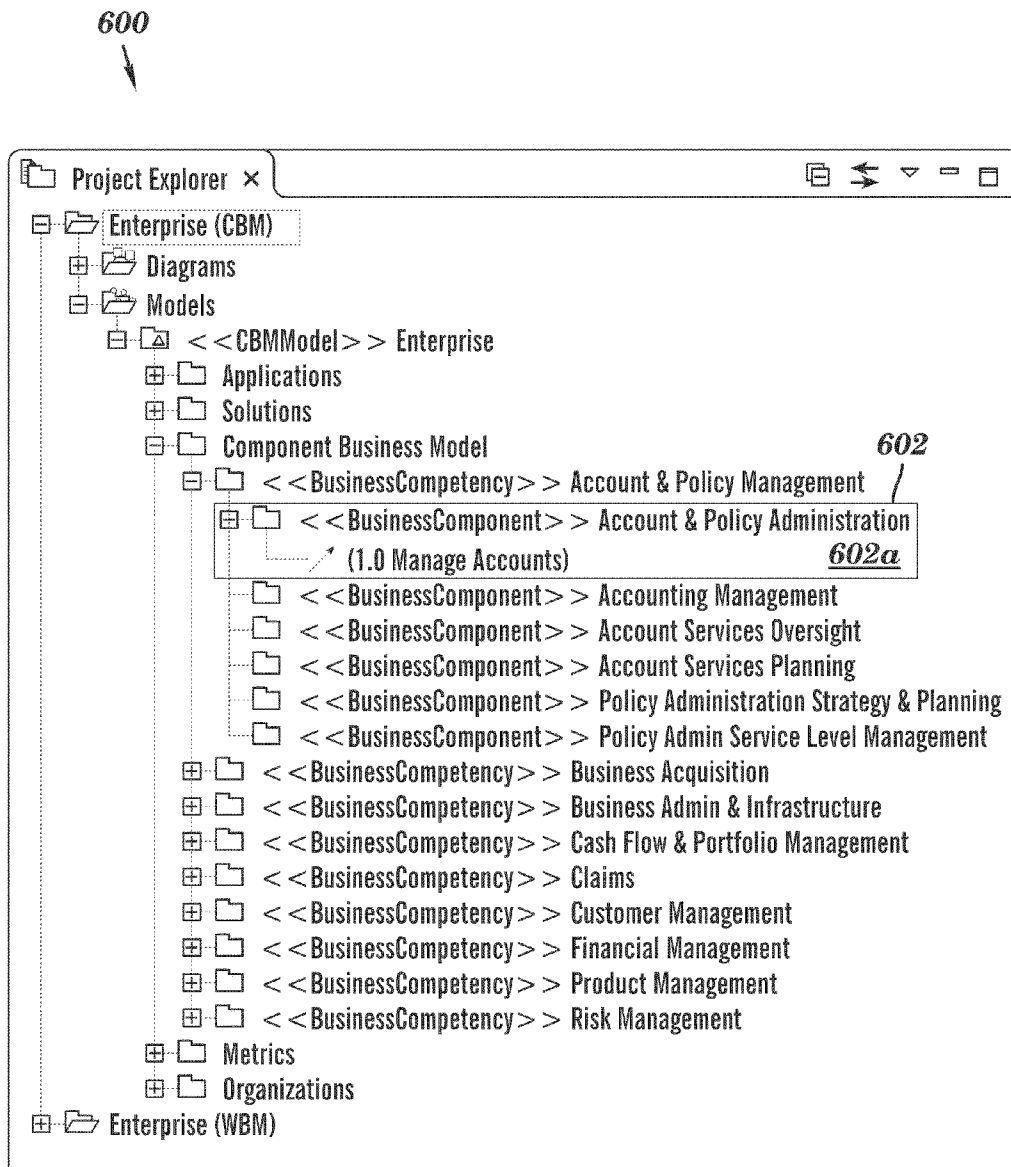 600
Project Explorer ×
Enterprise (CBM)
Diagrams
Models
<<CBMModel>> Enterprise
Applications
Solutions
Component Business Model
602
<<BusinessCompetency>> Account & Policy Management
<<BusinessComponent>> Account & Policy Administration
(1.0 Manage Accounts)
602a
<<BusinessComponent>> Accounting Management
<<BusinessComponent>> Account Services Oversight
<<BusinessComponent>> Account Services Planning
<<BusinessComponent>> Policy Administration Strategy & Planning
<<BusinessComponent>> Policy Admin Service Level Management
<<BusinessCompetency>> Business Acquisition
<<BusinessCompetency>> Business Admin & Infrastructure
<<BusinessCompetency>> Cash Flow & Portfolio Management
<<BusinessCompetency>> Claims
<<BusinessCompetency>> Customer Management
<<BusinessCompetency>> Financial Management
<<BusinessCompetency>> Product Management
<<BusinessCompetency>> Risk Management
Metrics
Organizations
Enterprise (WBM)